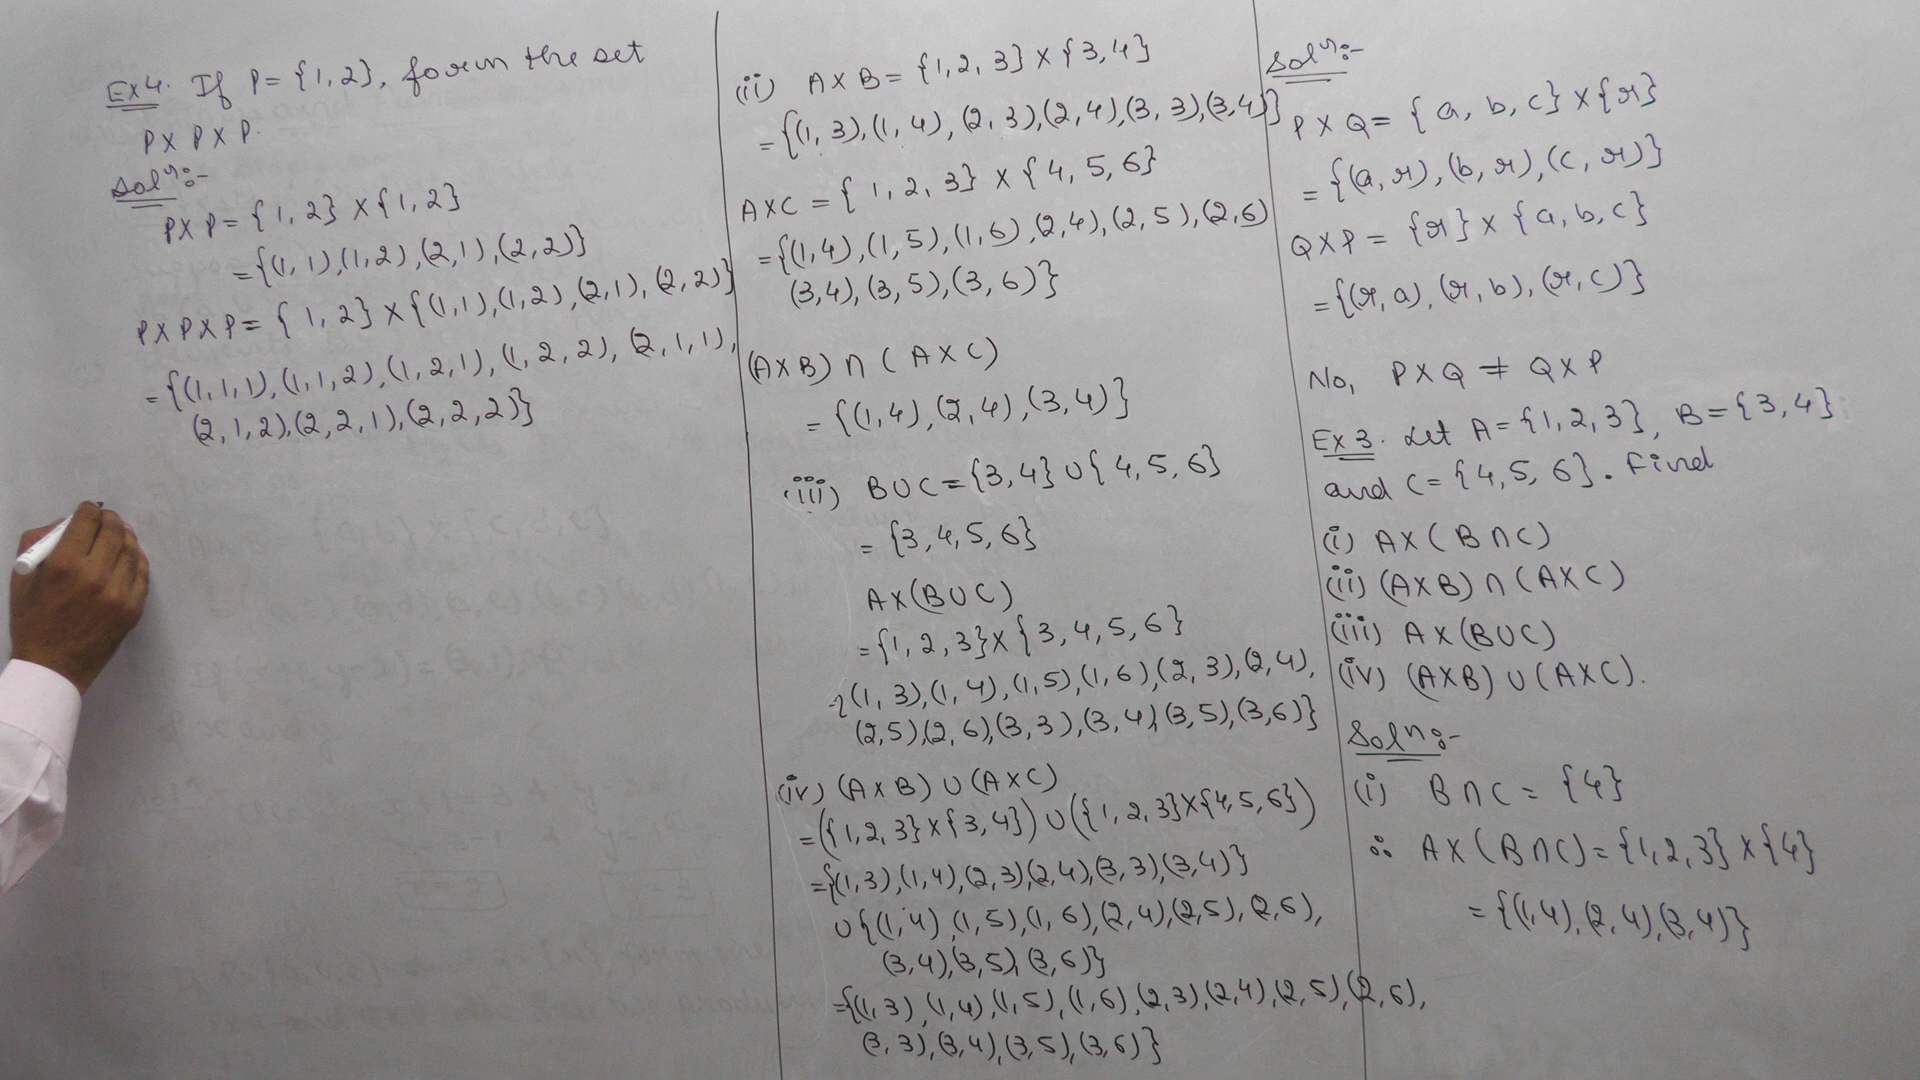 Ex 4. If P = {1, 2}, form the set
P X P X P.
Solⁿ:-
P X P = {1, 2} X {1, 2}
= {(1, 1), (1, 2), (2, 1), (2, 2)}
P X P X P = {1, 2} X {(1, 1), (1, 2), (2, 1), (2, 2)}
= {(1, 1, 1), (1, 1, 2), (1, 2, 1), (1, 2, 2), (2, 1, 1),
(2, 1, 2), (2, 2, 1), (2, 2, 2)}
(ii) A X B = {1, 2, 3} X {3, 4}
= {(1, 3), (1, 4), (2, 3), (2, 4), (3, 3), (3, 4)}
A X C = {1, 2, 3} X {4, 5, 6}
= {(1, 4), (1, 5), (1, 6), (2, 4), (2, 5), (2, 6)
(3, 4), (3, 5), (3, 6)}
(A X B) ∩ (A X C)
= {(1, 4), (2, 4), (3, 4)}
(iii) B ∪ C = {3, 4} ∪ {4, 5, 6}
= {3, 4, 5, 6}
A X (B ∪ C)
= {1, 2, 3} X {3, 4, 5, 6}
= {(1, 3), (1, 4), (1, 5), (1, 6), (2, 3), (2, 4),
(2, 5), (2, 6), (3, 3), (3, 4), (3, 5), (3, 6)}
(iv) (A X B) ∪ (A X C)
= ({1, 2, 3} X {3, 4}) ∪ ({1, 2, 3} X {4, 5, 6})
= {(1, 3), (1, 4), (2, 3), (2, 4), (3, 3), (3, 4)}
∪ {(1, 4), (1, 5), (1, 6), (2, 4), (2, 5), (2, 6),
(3, 4), (3, 5), (3, 6)}
= {(1, 3), (1, 4), (1, 5), (1, 6), (2, 3), (2, 4), (2, 5), (2, 6),
(3, 3), (3, 4), (3, 5), (3, 6)}
Solⁿ:-
P X Q = {a, b, c} X {r}
= {(a, r), (b, r), (c, r)}
Q X P = {r} X {a, b, c}
= {(r, a), (r, b), (r, c)}
No, P X Q ≠ Q X P
Ex 3. Let A = {1, 2, 3}, B = {3, 4}
and C = {4, 5, 6}. Find
(i) A X (B ∩ C)
(ii) (A X B) ∩ (A X C)
(iii) A X (B ∪ C)
(iv) (A X B) ∪ (A X C).
Solⁿ:-
(i) B ∩ C = {4}
∴ A X (B ∩ C) = {1, 2, 3} X {4}
= {(1, 4), (2, 4), (3, 4)}